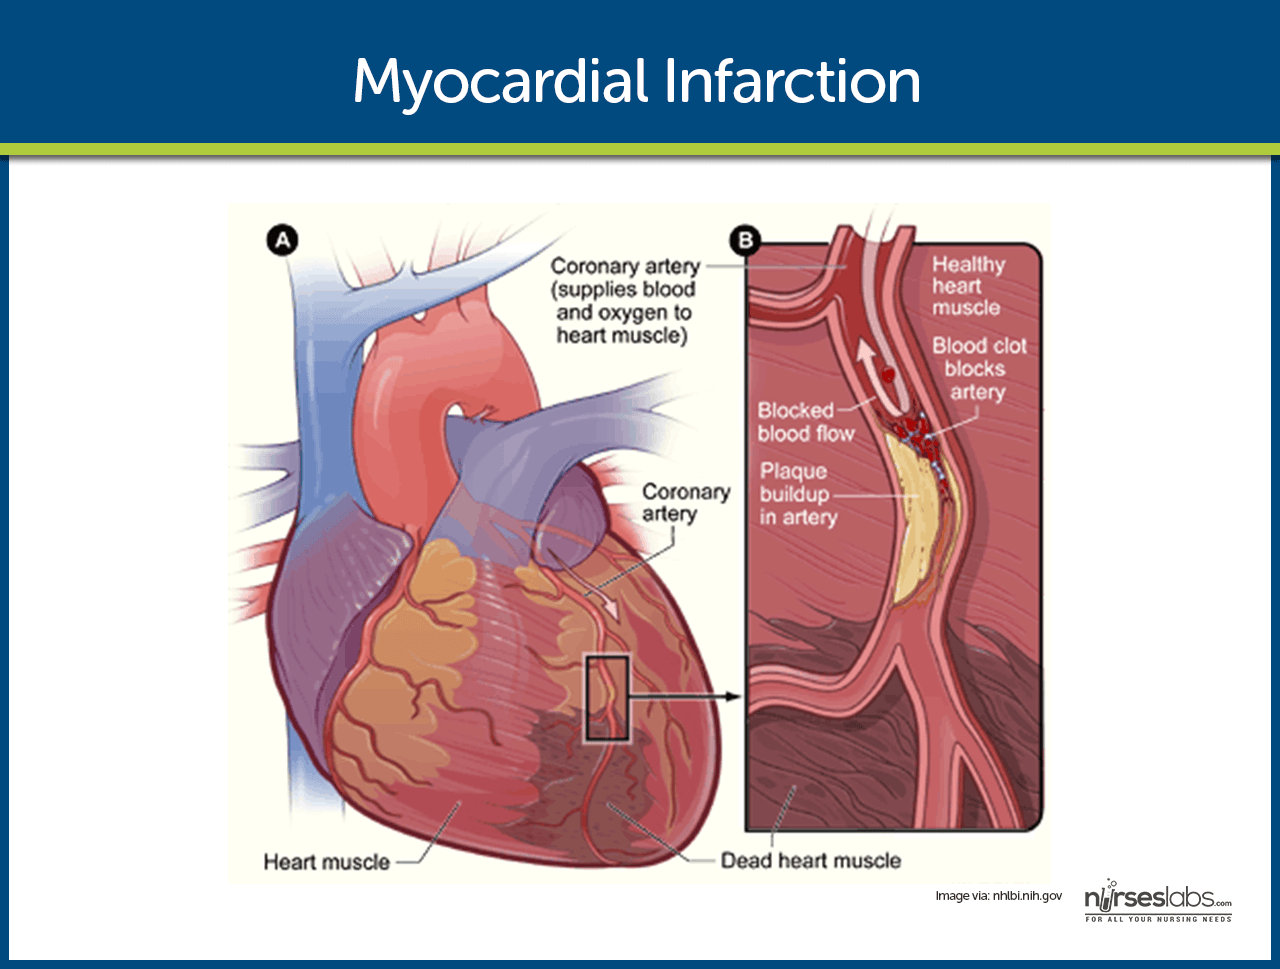 Myocardial Infarction
A
Coronary artery
(supplies blood
and oxygen to
heart muscle)
Coronary
artery
Heart muscle
Dead heart muscle
B
Healthy
heart
muscle
Blood clot
blocks
artery
Blocked
blood flow
Plaque
buildup
in artery
Image via: nhlbi.nih.gov
nurseslabs.com
FOR ALL YOUR NURSING NEEDS